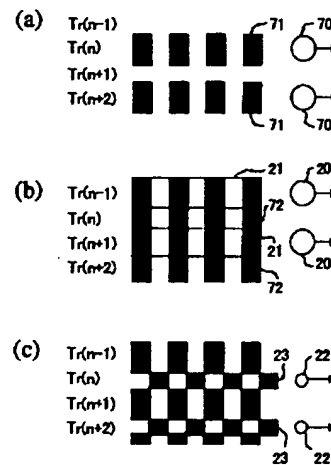 (a)
Tr(n-1)
Tr(n)
Tr(n+1)
Tr(n+2)
71
70
71
70
(b)
Tr(n-1)
Tr(n)
Tr(n+1)
Tr(n+2)
21
20
72
21
20
72
(c)
Tr(n-1)
Tr(n)
Tr(n+1)
Tr(n+2)
23
22
23
22